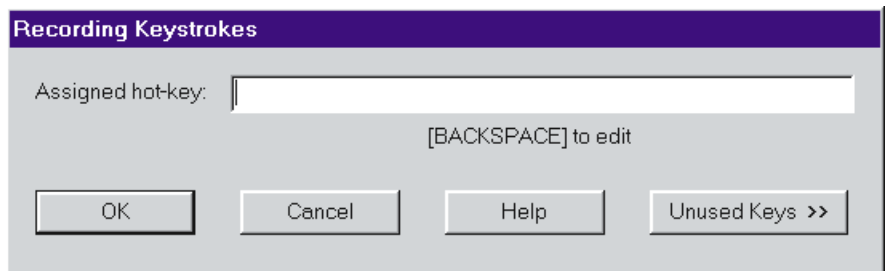 Recording Keystrokes
Assigned hot-key:
[BACKSPACE] to edit
OK Cancel Help Unused Keys >>